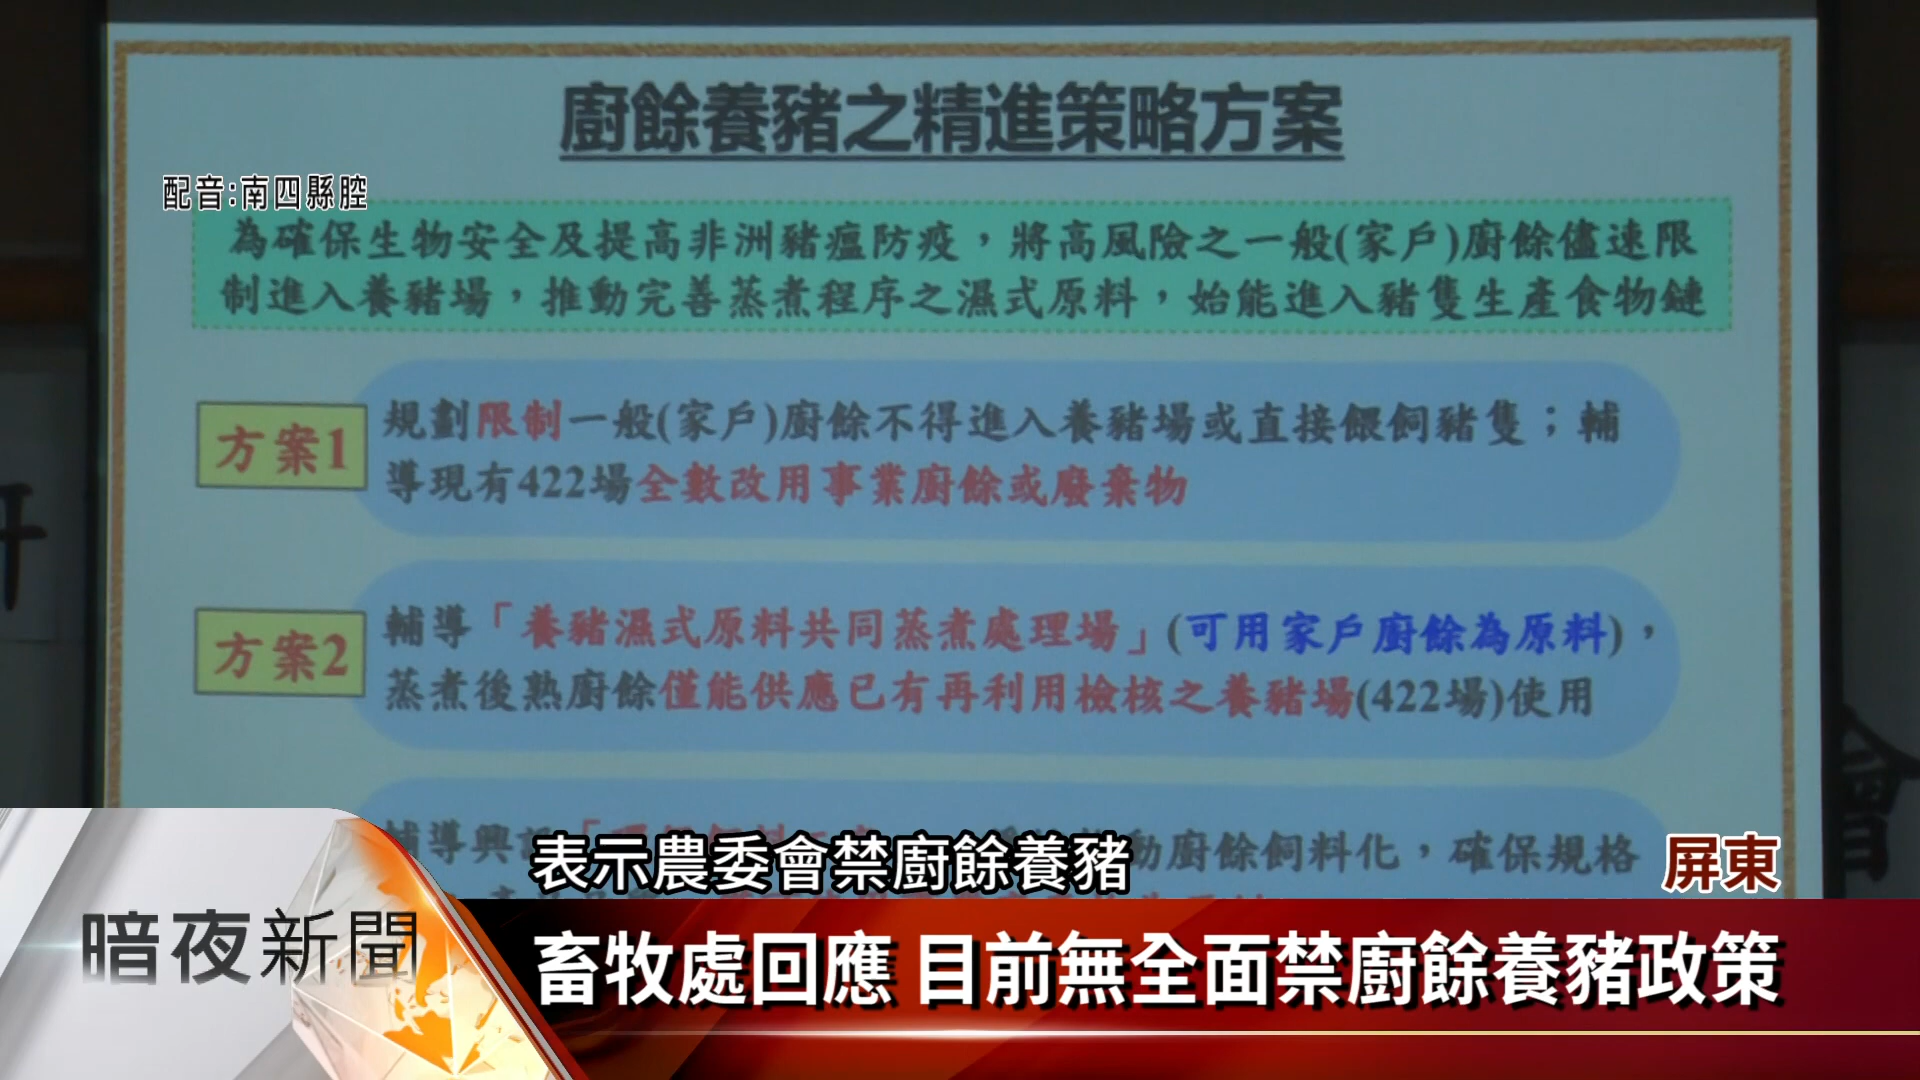 廚餘養豬之精進策略方案
配音:南四縣腔
為確保生物安全及提高非洲豬瘟防疫，將高風險之一般(家戶)廚餘儘速限
制進入養豬場，推動完善蒸煮程序之濕式原料，始能進入豬隻生產食物鏈
方案1
規劃限制一般(家戶)廚餘不得進入養豬場或直接餵飼豬隻；輔
導現有422場全數改用事業廚餘或廢棄物
方案2
輔導「養豬濕式原料共同蒸煮處理場」(可用家戶廚餘為原料)，
蒸煮後熟廚餘僅能供應已有再利用檢核之養豬場(422場)使用
輔導興
動廚餘飼料化，確保規格
表示農委會禁廚餘養豬
屏東
暗夜新聞
畜牧處回應 目前無全面禁廚餘養豬政策